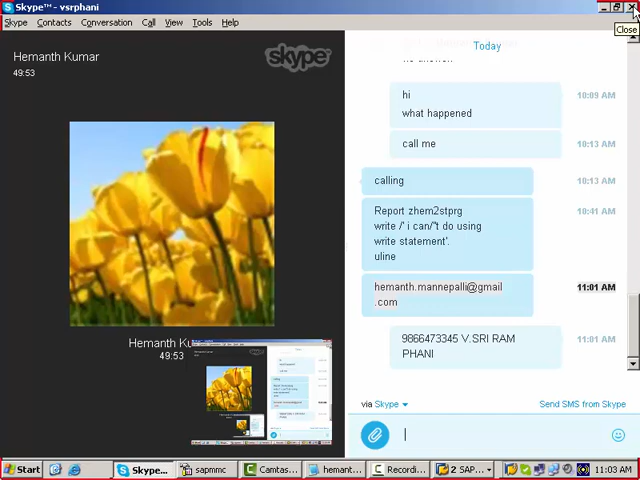 Skype™ - vsrphani
Close
Skype Contacts Conversation Call View Tools Help
Hemanth Kumar
49:53
skype
Today
hi
what happened
10:09 AM
call me
10:13 AM
calling
10:13 AM
Report zhem2stprg
write /' i can/"t do using
write statement'.
uline
10:41 AM
hemanth.mannepalli@gmail
.com
11:01 AM
9866473345 V.SRI RAM
PHANI
11:01 AM
Hemanth Ku
49:53
via Skype
Send SMS from Skype
Start
Skype...
sapmmc
Camtas...
hemant...
Recordi...
2 SAP ...
11:03 AM